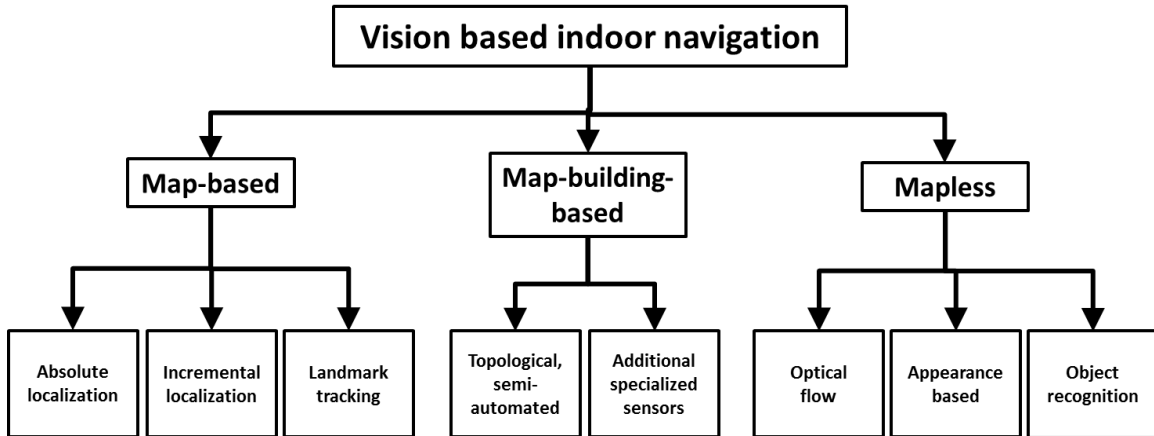 Vision based indoor navigation
Map-based
Map-building-
based
Mapless
Absolute
localization
Incremental
localization
Landmark
tracking
Topological,
semi-
automated
Additional
specialized
sensors
Optical
flow
Appearance
based
Object
recognition